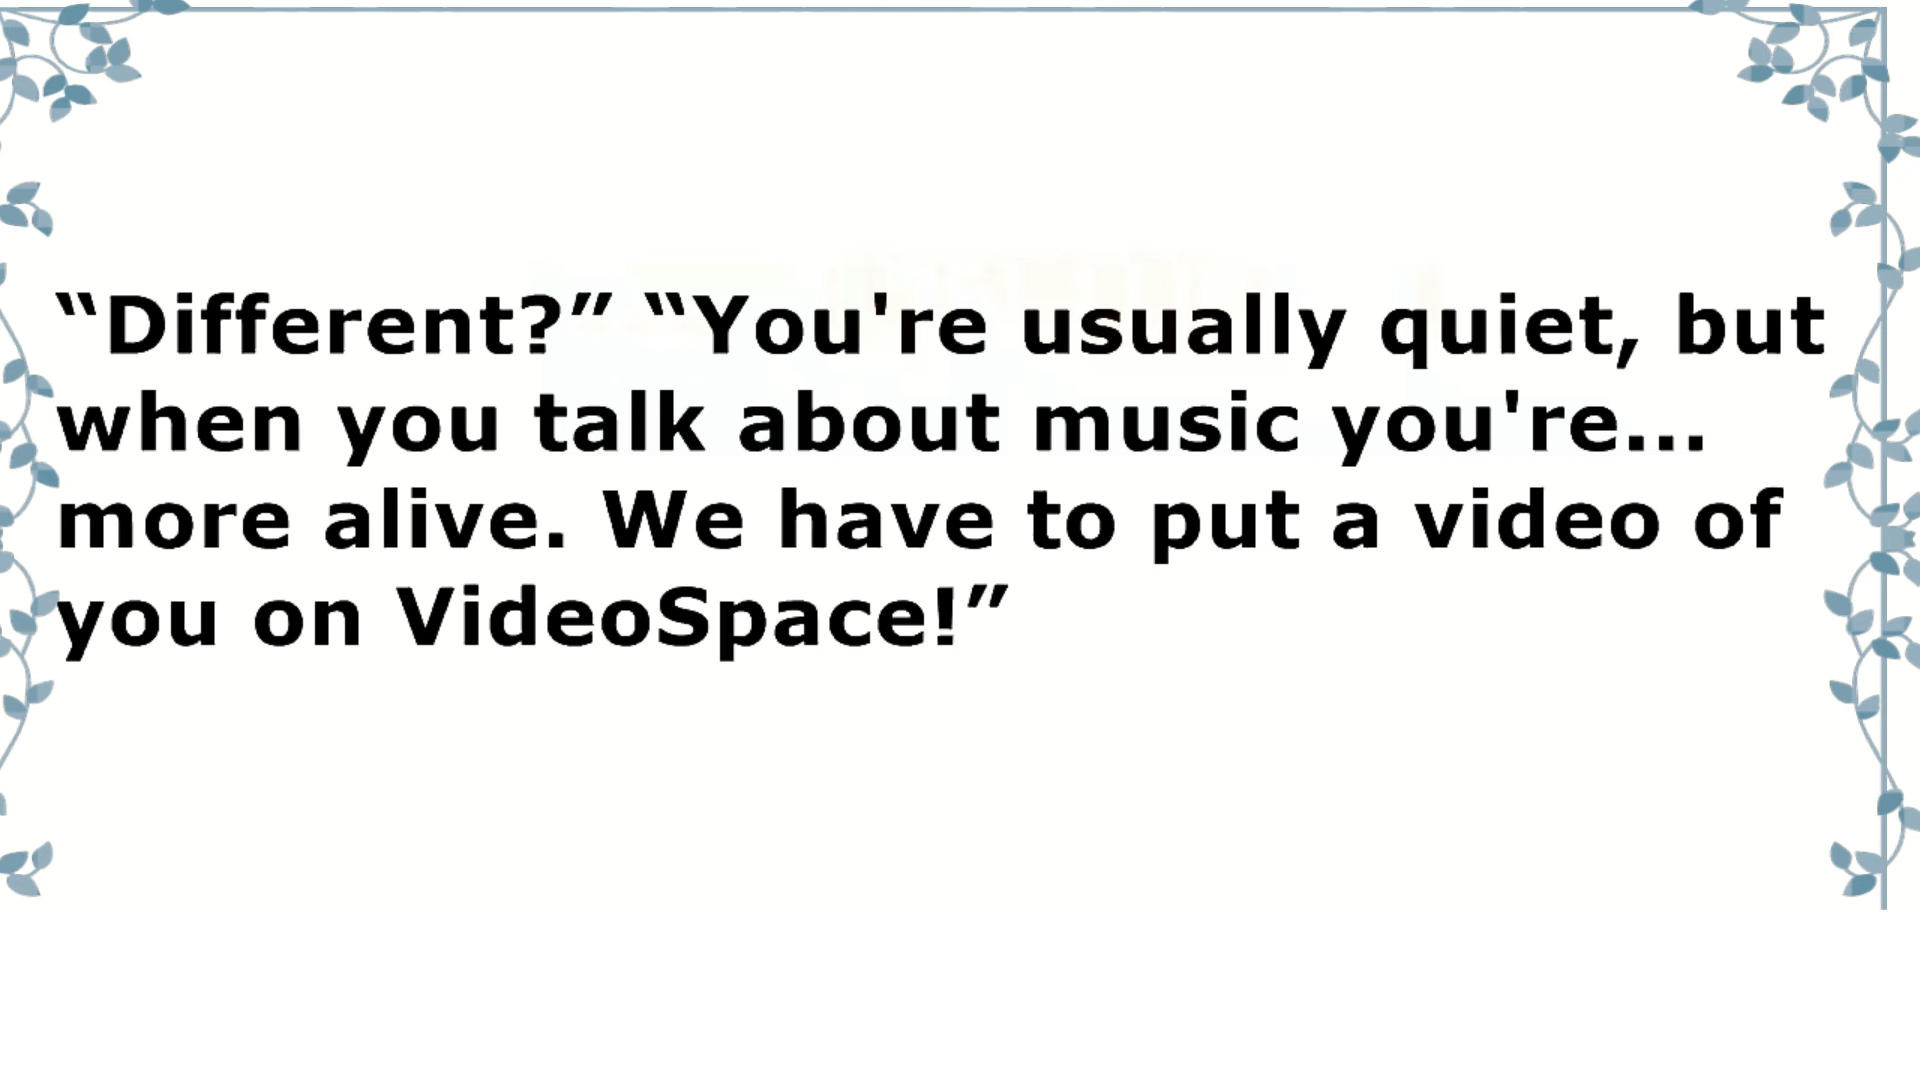 “Different?” “You're usually quiet, but
when you talk about music you're...
more alive. We have to put a video of
you on VideoSpace!”